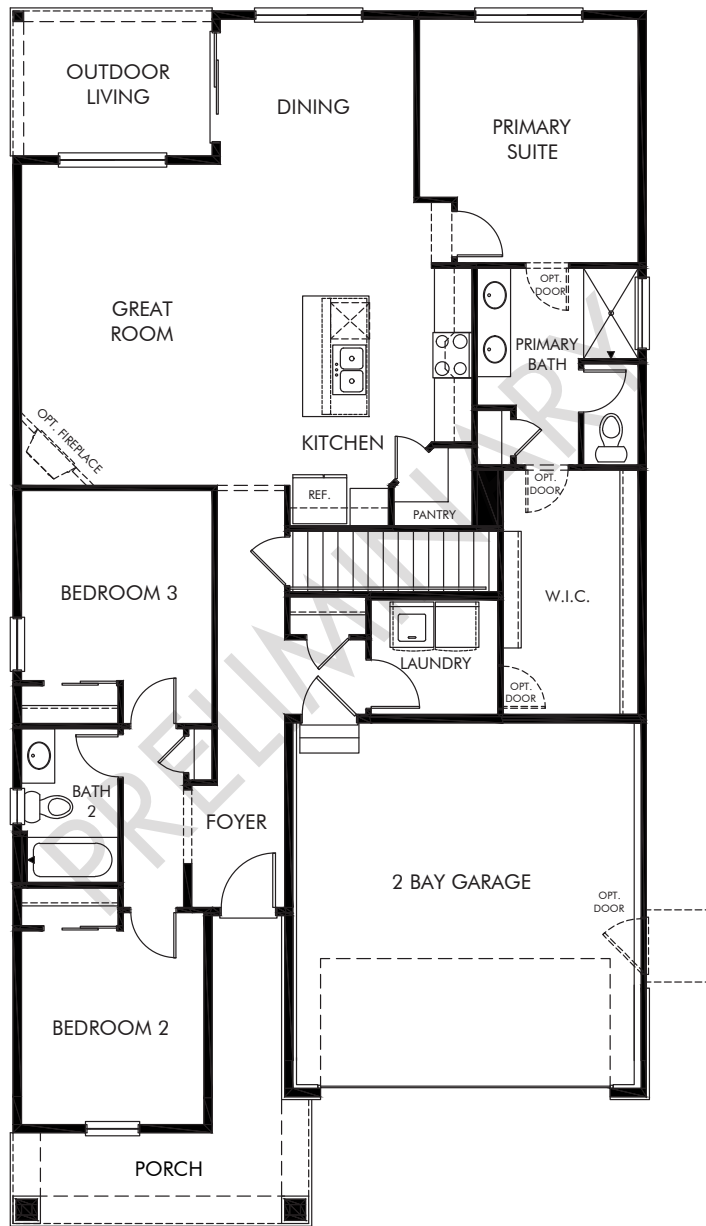 OUTDOOR
LIVING
DINING
PRIMARY
SUITE
GREAT
ROOM
OPT.
DOOR
PRIMARY
BATH
OPT. FIREPLACE
KITCHEN
REF.
PANTRY
OPT.
DOOR
BEDROOM 3
W.I.C.
LAUNDRY
OPT.
DOOR
BATH
2
FOYER
2 BAY GARAGE
OPT.
DOOR
BEDROOM 2
PORCH
PRELIMINARY